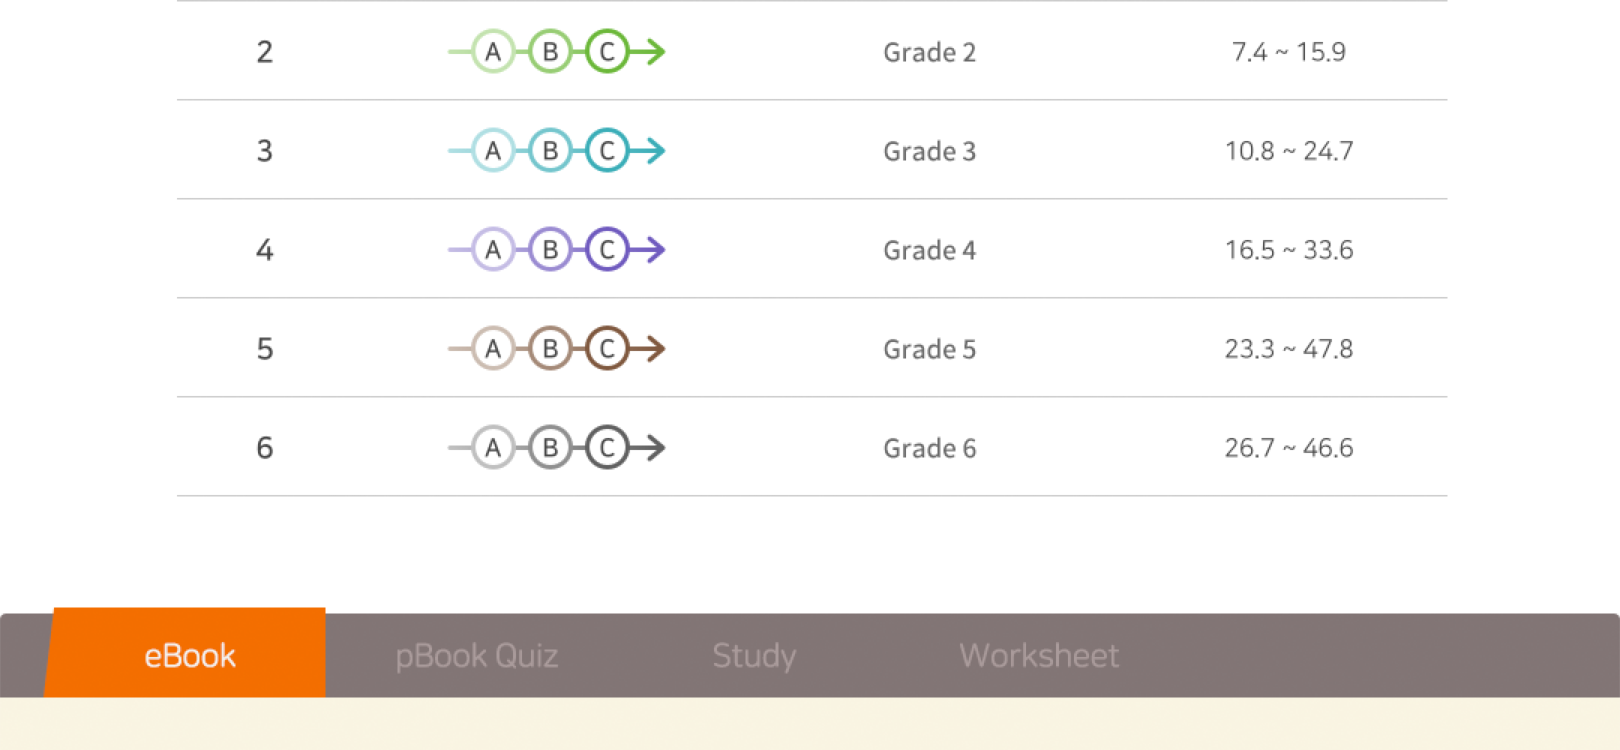 2 A B C Grade 2 7.4 ~ 15.9
3 A B C Grade 3 10.8 ~ 24.7
4 A B C Grade 4 16.5 ~ 33.6
5 A B C Grade 5 23.3 ~ 47.8
6 A B C Grade 6 26.7 ~ 46.6
eBook pBook Quiz Study Worksheet